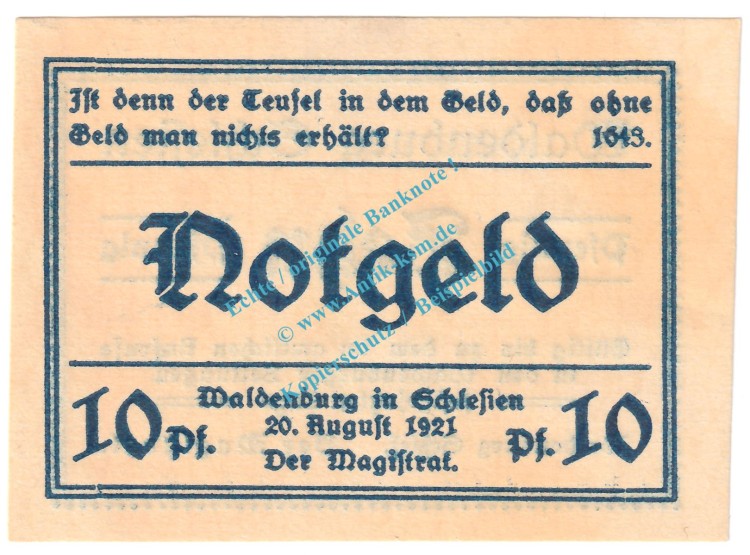 Ist denn der Teufel in dem Geld, daß ohne
Geld man nichts erhält? 1643.
Notgeld
Echte / originale Banknote !
© www.Antik-ksm.de
Kopierschutz / Beispielbild
10 Pf.
Waldenburg in Schlesien
20. August 1921
Der Magistrat.
Pf. 10